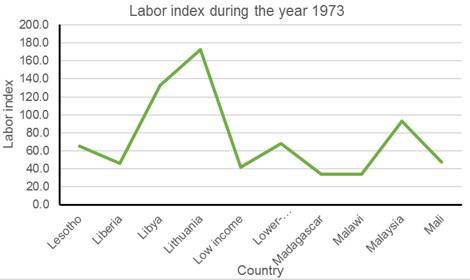 Labor index during the year 1973
200.0
180.0
160.0
140.0
120.0
100.0
80.0
60.0
40.0
20.0
0.0
Labor index
Lesotho
Liberia
Libya
Lithuania
Low income
Lower-...
Madagascar
Malawi
Malaysia
Mali
Country